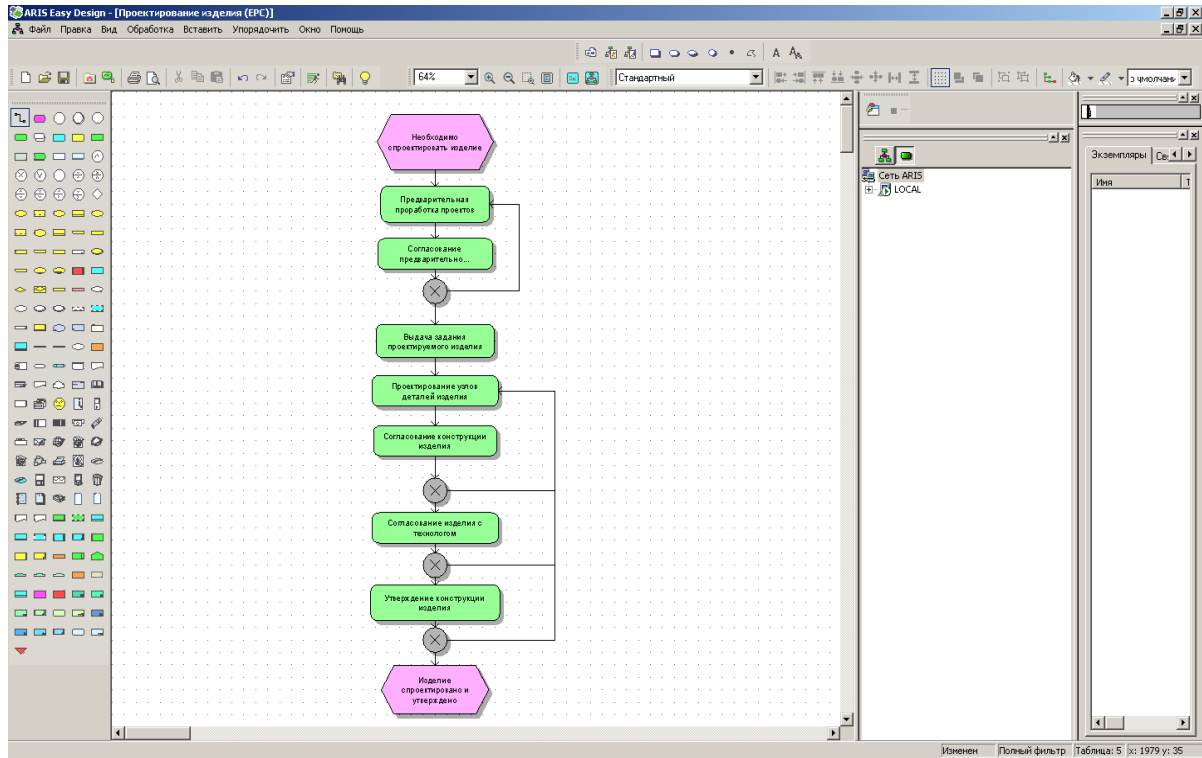 ARIS Easy Design - [Проектирование изделия (EPC)]
Файл Правка Вид Обработка Вставить Упорядочить Окно Помощь
64%
Стандартный
Необходимо
спроектировать изделие
Предварительная
проработка проектов
Согласование
предварительно...
Выдача задания
проектируемого изделия
Проектирование узлов
деталей изделия
Согласование конструкции
изделия
Согласование изделия с
технологом
Утверждение конструкции
изделия
Изделие
спроектировано и
утверждено
Сеть ARIS
LOCAL
Экземпляры
Имя
Изменен Полный фильтр Таблица: 5 x: 1979 y: 35